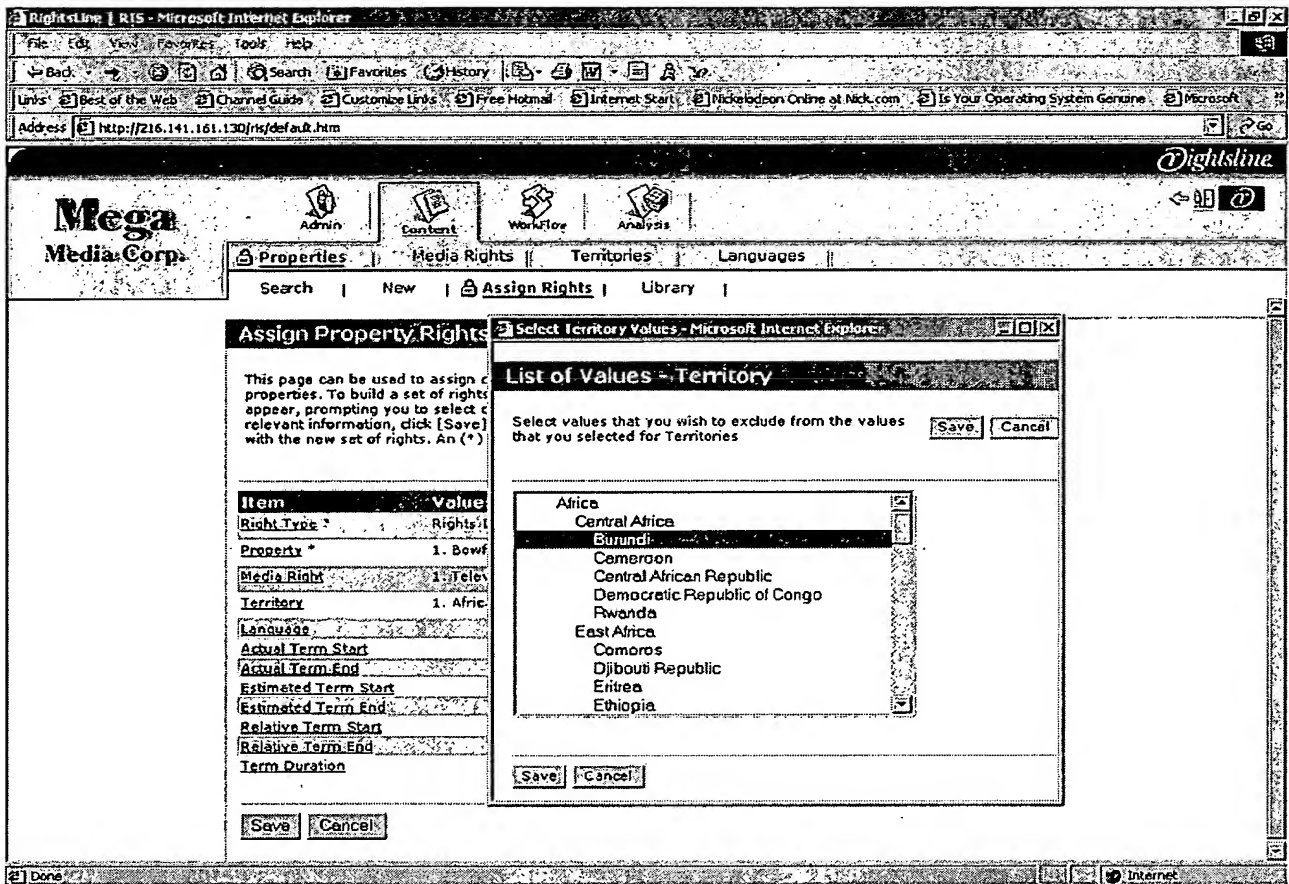 RightsLine | RIS - Microsoft Internet Explorer
File Edit View Favorites Tools Help
Back Search Favorites History
Links Best of the Web Channel Guide Customize Links Free Hotmail Internet Start Nickelodeon Online at Nick.com Is Your Operating System Genuine Microsoft
Address http://216.141.161.130/ris/default.htm Go
Rightsline
Mega
Media Corp.
Admin Content WorkFlow Analysis
Properties | Media Rights || Territories | Languages ||
Search | New | Assign Rights | Library |
Assign Property Rights
This page can be used to assign
properties. To build a set of rights
appear, prompting you to select
relevant information, click [Save]
with the new set of rights. An (*)
Item Value
Right Type * Rights
Property * 1. Bowf
Media Right 1. Telev
Territory 1. Afric
Language
Actual Term Start
Actual Term End
Estimated Term Start
Estimated Term End
Relative Term Start
Relative Term End
Term Duration
Save Cancel
Select Territory Values - Microsoft Internet Explorer
List of Values - Territory
Select values that you wish to exclude from the values
that you selected for Territories
Save Cancel
Africa
Central Africa
Burundi
Cameroon
Central African Republic
Democratic Republic of Congo
Rwanda
East Africa
Comoros
Djibouti Republic
Eritrea
Ethiopia
Save Cancel
Done Internet